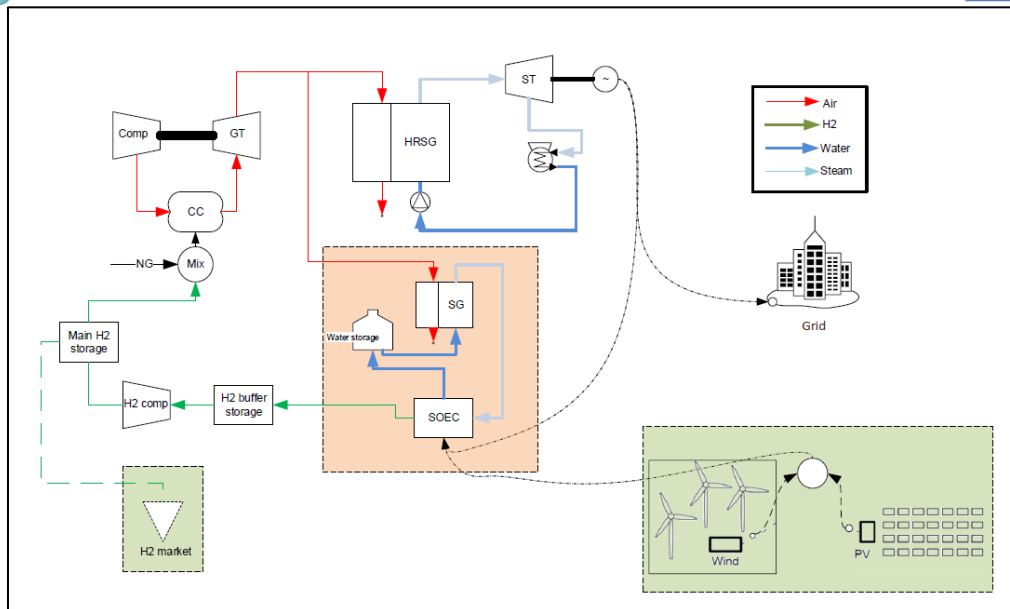 Comp
GT
CC
NG
Mix
HRSG
ST
~
Air
H2
Water
Steam
Grid
SG
Water storage
SOEC
Main H2
storage
H2 comp
H2 buffer
storage
H2 market
Wind
PV